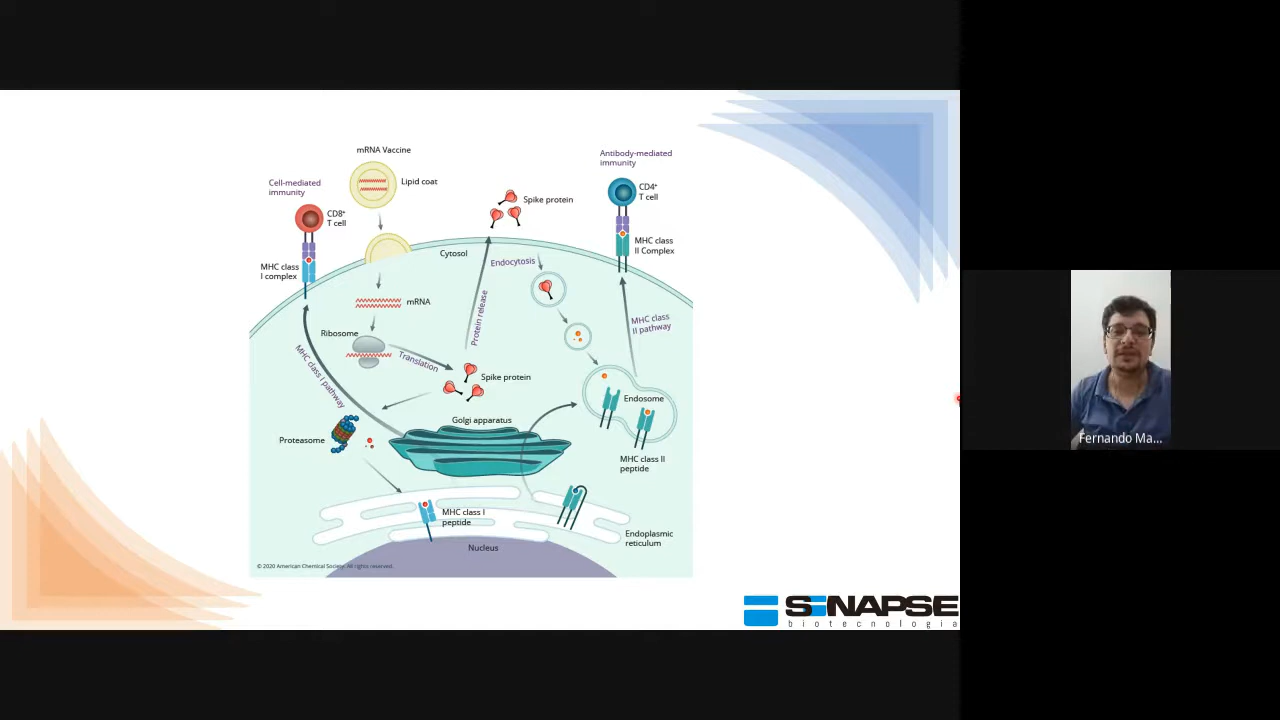 mRNA Vaccine
Lipid coat
Cell-mediated
immunity
CD8+
T cell
MHC class
I complex
Antibody-mediated
immunity
CD4+
T cell
MHC class
II Complex
Spike protein
Cytosol
Endocytosis
mRNA
Ribosome
Translation
Protein release
MHC class
II pathway
MHC class I pathway
Spike protein
Endosome
Golgi apparatus
Proteasome
MHC class II
peptide
MHC class I
peptide
Endoplasmic
reticulum
Nucleus
© 2020 American Chemical Society. All rights reserved.
SINAPSE
biotecnologia
Fernando Ma...